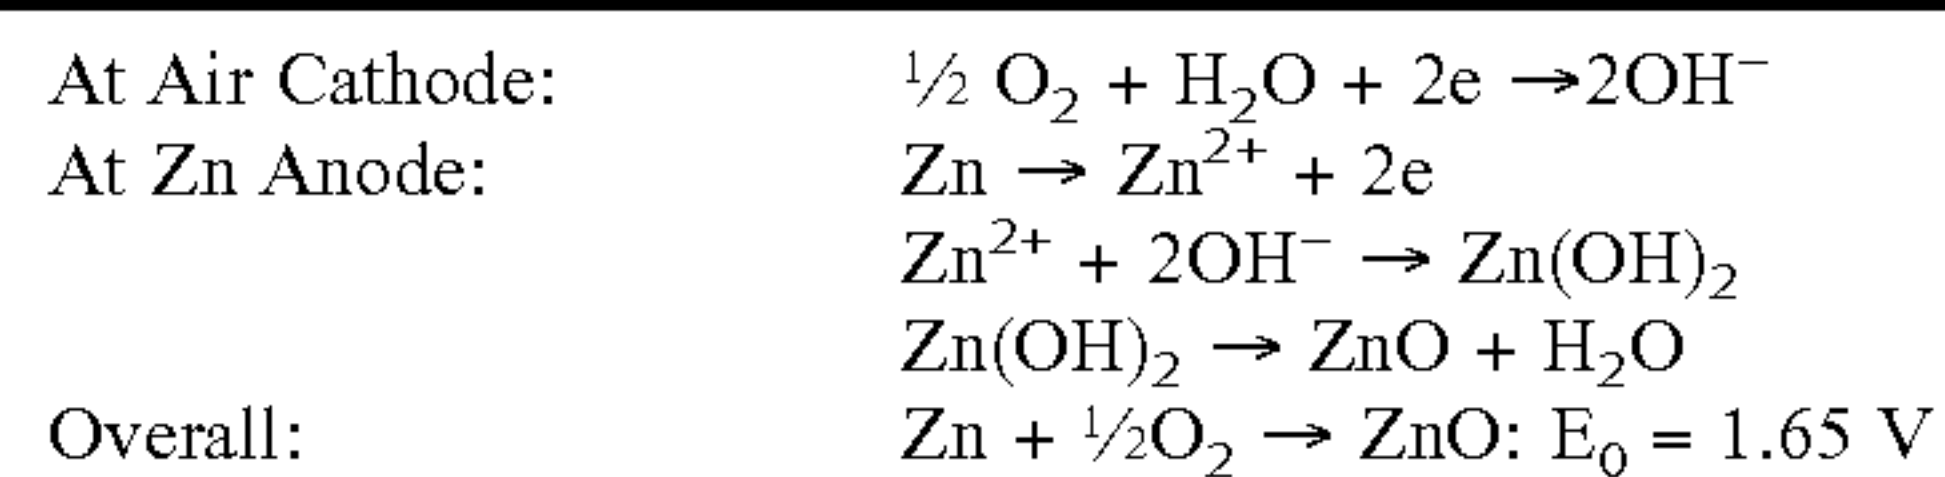 At Air Cathode: ½ O₂ + H₂O + 2e →2OH⁻
At Zn Anode: Zn → Zn²⁺ + 2e
Zn²⁺ + 2OH⁻ → Zn(OH)₂
Zn(OH)₂ → ZnO + H₂O
Overall: Zn + ½O₂ → ZnO: E₀ = 1.65 V